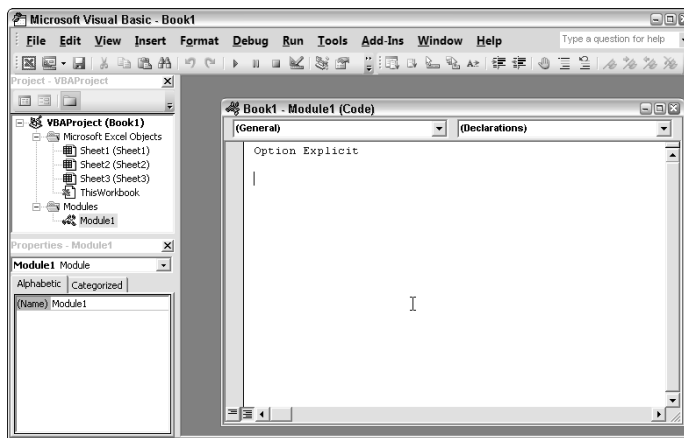 Microsoft Visual Basic - Book1
File Edit View Insert Format Debug Run Tools Add-Ins Window Help
Type a question for help
Project - VBAProject
VBAProject (Book1)
Microsoft Excel Objects
Sheet1 (Sheet1)
Sheet2 (Sheet2)
Sheet3 (Sheet3)
ThisWorkbook
Modules
Module1
Properties - Module1
Module1 Module
Alphabetic Categorized
(Name) Module1
Book1 - Module1 (Code)
(General) (Declarations)
Option Explicit